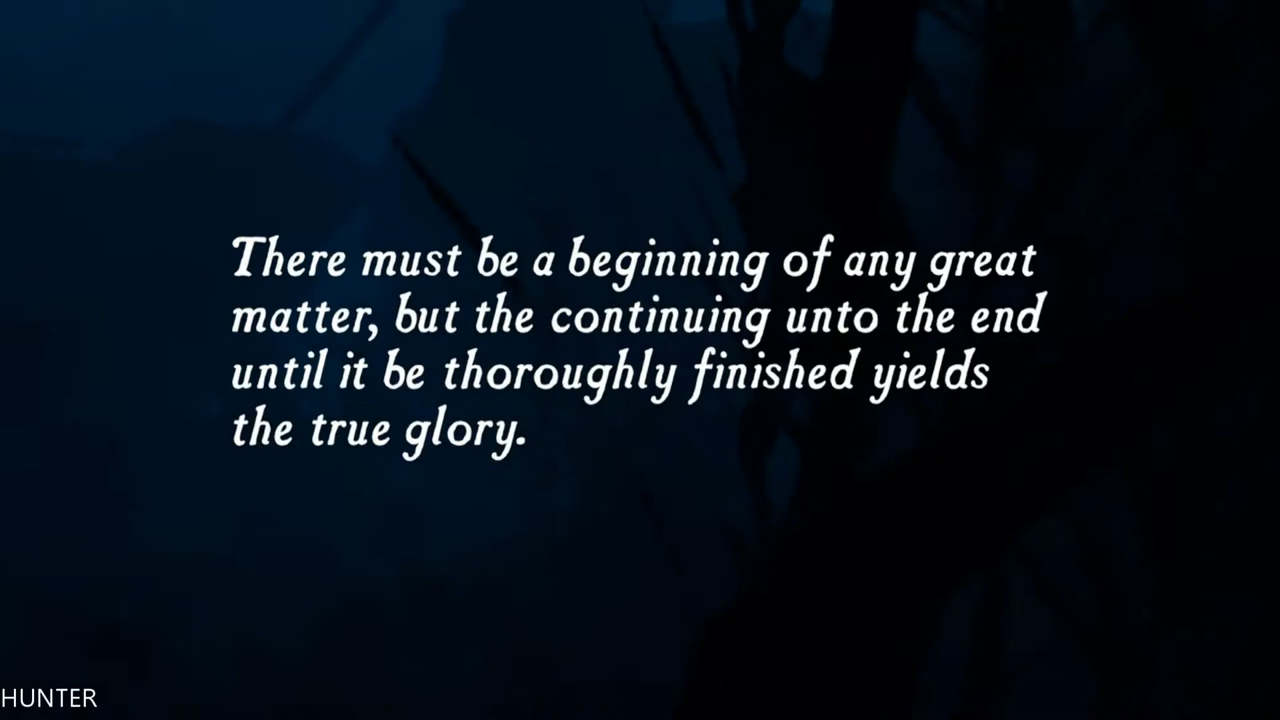 There must be a beginning of any great
matter, but the continuing unto the end
until it be thoroughly finished yields
the true glory.
HUNTER